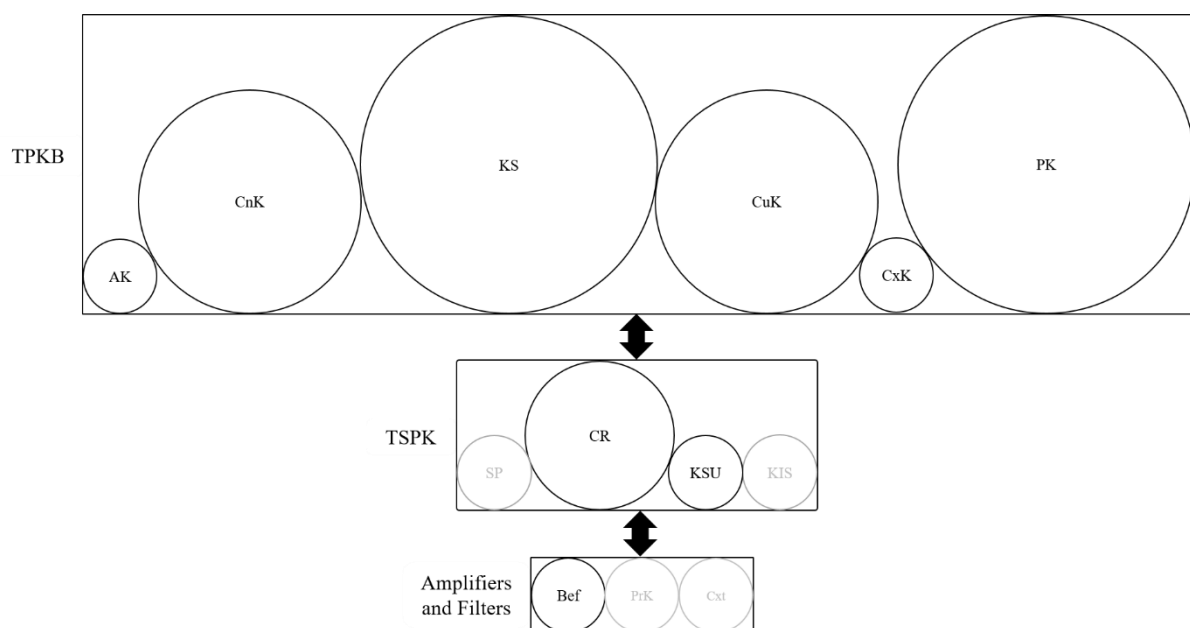 TPKB
AK
CnK
KS
CuK
CxK
PK
TSPK
SP
CR
KSU
KIS
Amplifiers
and Filters
Bef
PrK
Cxt